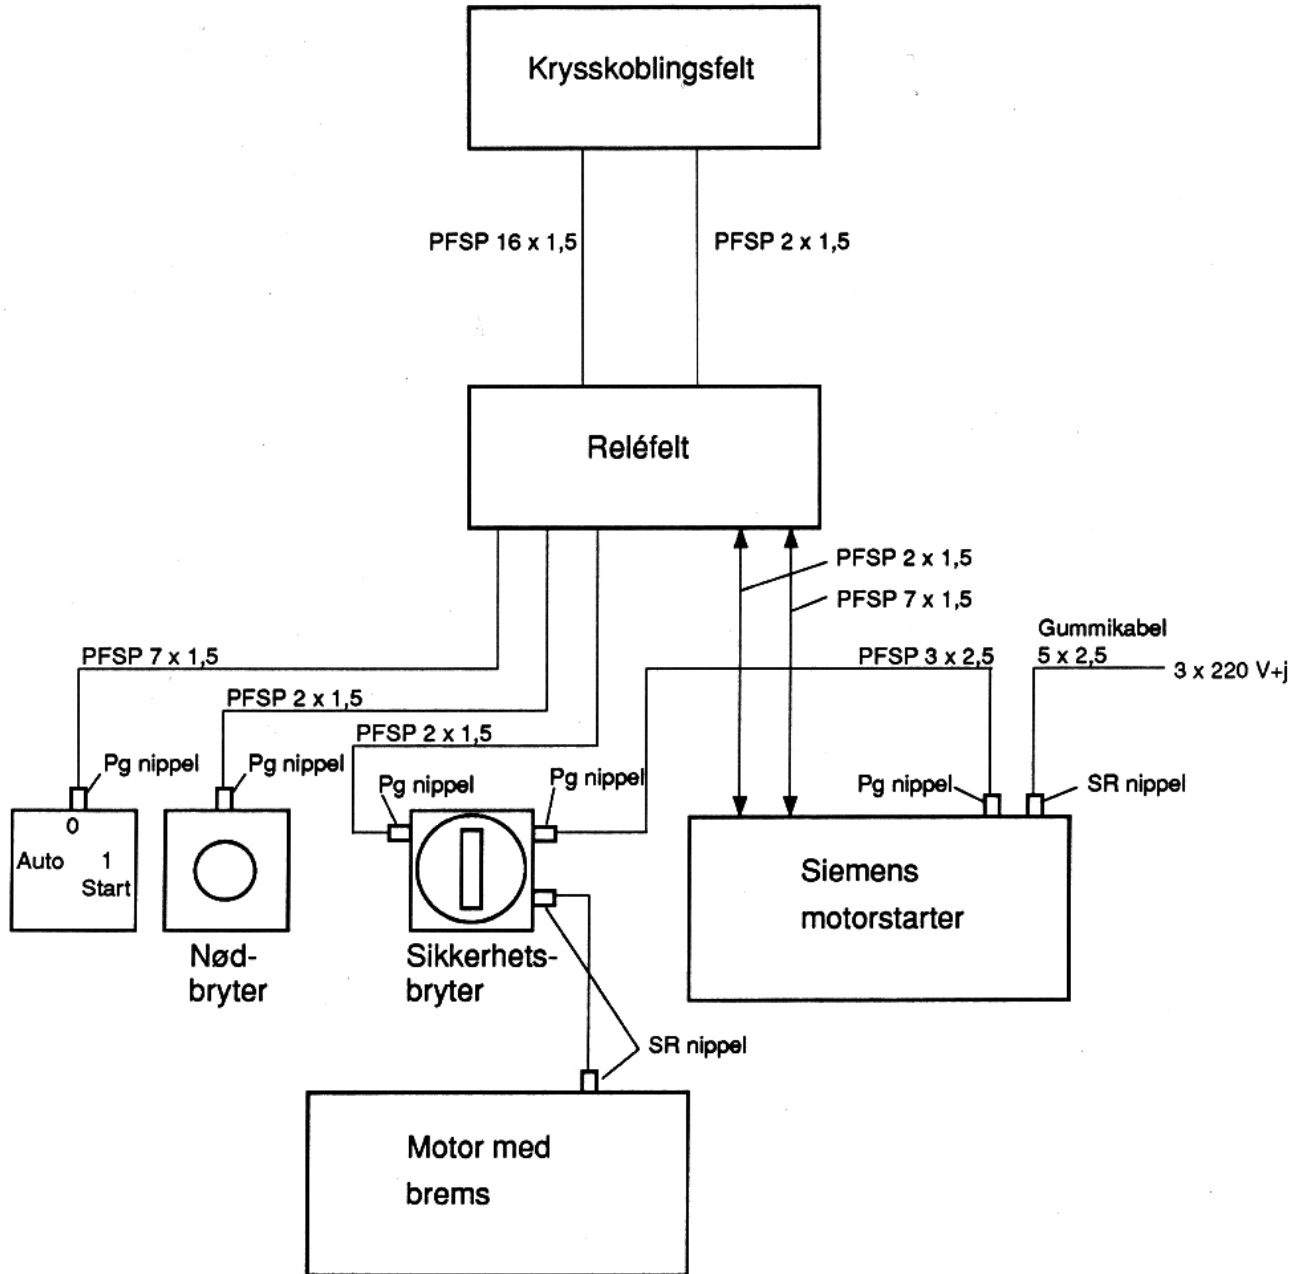 Krysskoblingsfelt
PFSP 16 x 1,5
PFSP 2 x 1,5
Reléfelt
PFSP 2 x 1,5
PFSP 7 x 1,5
Gummikabel
PFSP 7 x 1,5
PFSP 3 x 2,5
5 x 2,5
3 x 220 V+j
PFSP 2 x 1,5
PFSP 2 x 1,5
Pg nippel
Pg nippel
Pg nippel
Pg nippel
Pg nippel
SR nippel
0
Auto
1
Start
Siemens
motorstarter
Nød-
bryter
Sikkerhets-
bryter
SR nippel
Motor med
brems